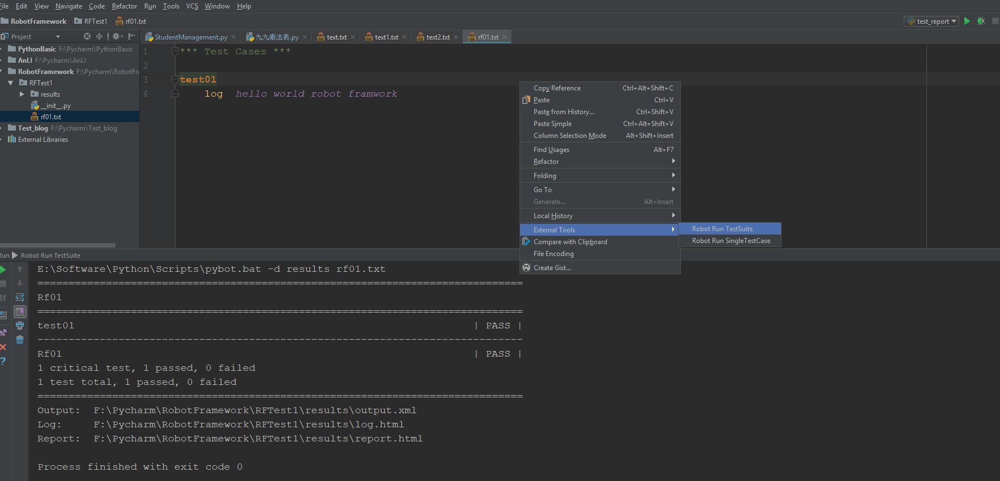 File Edit View Navigate Code Refactor Run Tools VCS Window Help
RobotFramework RFTest1 rf01.txt test_report
Project
StudentManagement.py 九九乘法表.py text.txt text1.txt text2.txt rf01.txt
PythonBasic F:\Pycharm\PythonBasic
AnLI F:\Pycharm\AnLI
RobotFramework F:\Pycharm\RobotFra
RFTest1
results
__init__.py
rf01.txt
Test_blog F:\Pycharm\Test_blog
External Libraries
1 *** Test Cases ***
2
3 test01
4 log hello world robot framwork
Copy Reference Ctrl+Alt+Shift+C
Paste Ctrl+V
Paste from History... Ctrl+Shift+V
Paste Simple Ctrl+Alt+Shift+V
Column Selection Mode Alt+Shift+Insert
Find Usages Alt+F7
Refactor
Folding
Go To
Generate... Alt+Insert
Local History
External Tools
Compare with Clipboard
File Encoding
Create Gist...
Robot Run TestSuite
Robot Run SingleTestCase
Run Robot Run TestSuite
E:\Software\Python\Scripts\pybot.bat -d results rf01.txt
==============================================================================
Rf01
==============================================================================
test01 | PASS |
------------------------------------------------------------------------------
Rf01 | PASS |
1 critical test, 1 passed, 0 failed
1 test total, 1 passed, 0 failed
==============================================================================
Output: F:\Pycharm\RobotFramework\RFTest1\results\output.xml
Log: F:\Pycharm\RobotFramework\RFTest1\results\log.html
Report: F:\Pycharm\RobotFramework\RFTest1\results\report.html
Process finished with exit code 0